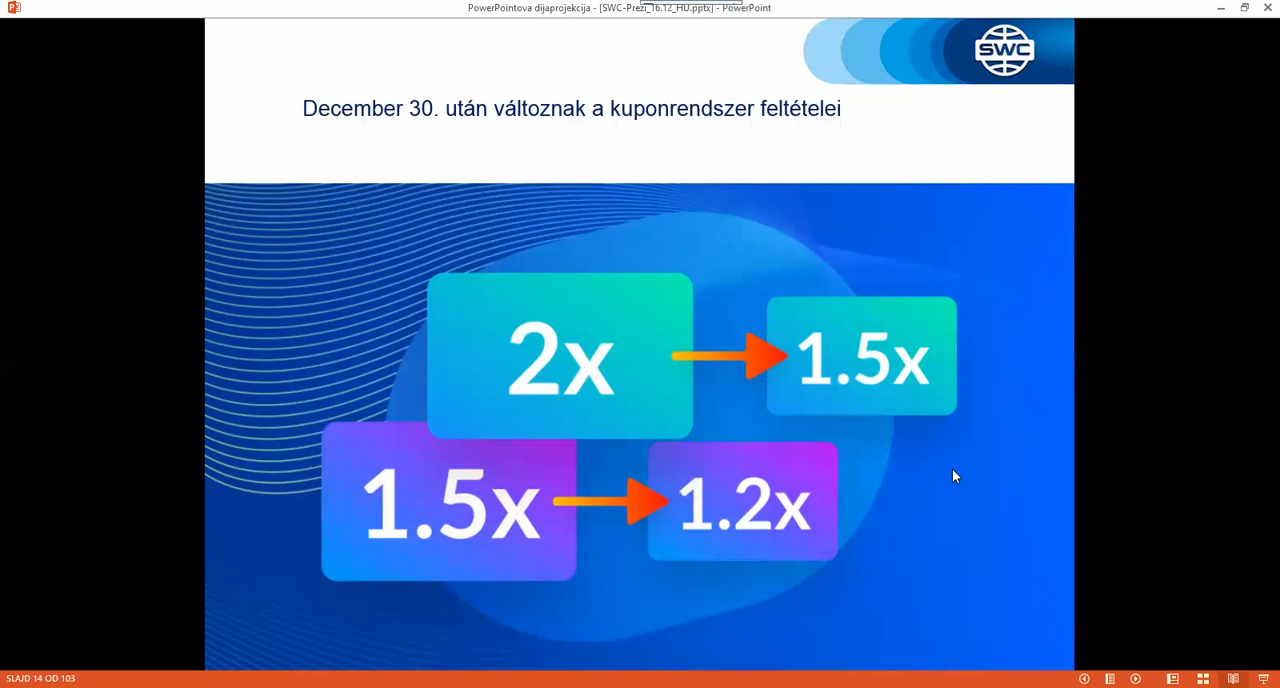 PowerPointova dijaprojekcija - [SWC-Prezi_16.12_HU.pptx] - PowerPoint
SWC
December 30. után változnak a kuponrendszer feltételei
2x
1.5x
1.5x
1.2x
SLAJD 14 OD 103